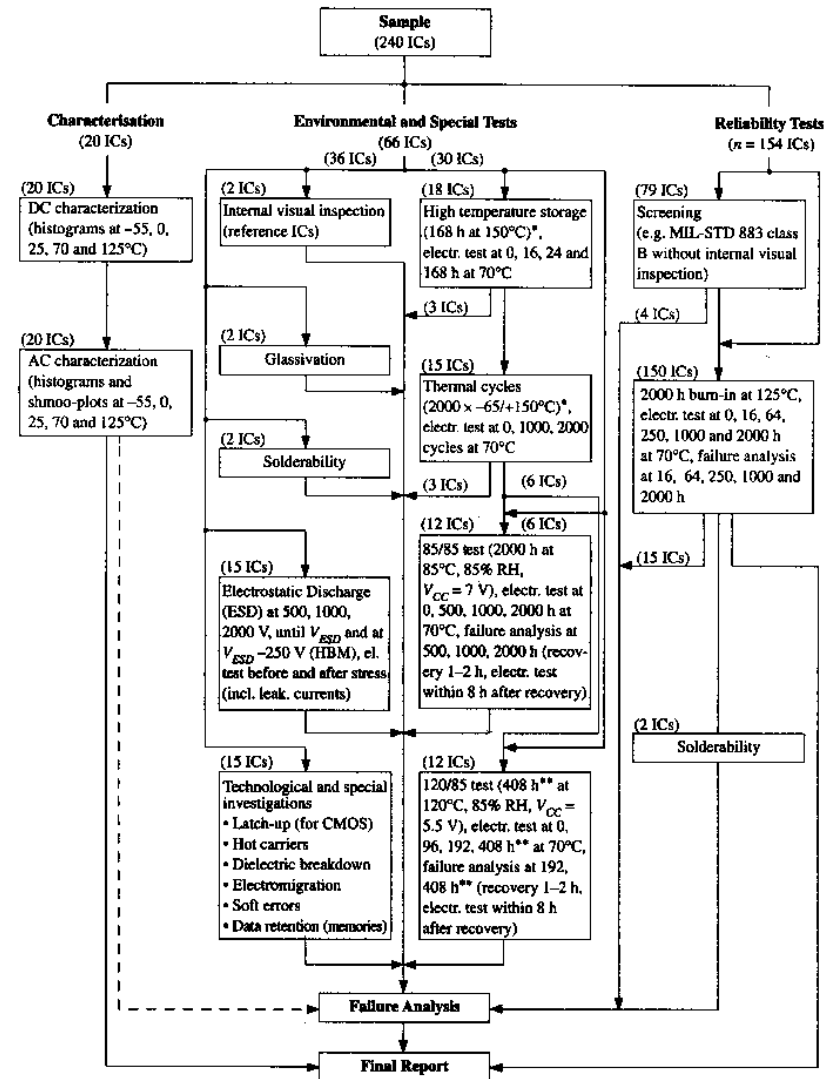 Sample
(240 ICs)
Characterisation
(20 ICs)
Environmental and Special Tests
(66 ICs)
(36 ICs)
(30 ICs)
Reliability Tests
(n = 154 ICs)
(20 ICs)
DC characterization
(histograms at –55, 0,
25, 70 and 125°C)
(20 ICs)
AC characterization
(histograms and
shmoo-plots at –55, 0,
25, 70 and 125°C)
(2 ICs)
Internal visual inspection
(reference ICs)
(2 ICs)
Glassivation
(2 ICs)
Solderability
(15 ICs)
Electrostatic Discharge
(ESD) at 500, 1000,
2000 V, until VESD and at
VESD –250 V (HBM), el.
test before and after stress
(incl. leak. currents)
(15 ICs)
Technological and special
investigations
• Latch-up (for CMOS)
• Hot carriers
• Dielectric breakdown
• Electromigration
• Soft errors
• Data retention (memories)
(18 ICs)
High temperature storage
(168 h at 150°C)*,
electr. test at 0, 16, 24 and
168 h at 70°C
(3 ICs)
(15 ICs)
Thermal cycles
(2000 × –65/+150°C)*,
electr. test at 0, 1000, 2000
cycles at 70°C
(3 ICs)
(6 ICs)
(12 ICs)
(6 ICs)
85/85 test (2000 h at
85°C, 85% RH,
VCC = 7 V), electr. test at
0, 500, 1000, 2000 h at
70°C, failure analysis at
500, 1000, 2000 h (recov-
ery 1–2 h, electr. test
within 8 h after recovery)
(12 ICs)
120/85 test (408 h** at
120°C, 85% RH, VCC =
5.5 V), electr. test at 0,
96, 192, 408 h** at 70°C,
failure analysis at 192,
408 h** (recovery 1–2 h,
electr. test within 8 h
after recovery)
(79 ICs)
Screening
(e.g. MIL-STD 883 class
B without internal visual
inspection)
(4 ICs)
(150 ICs)
2000 h burn-in at 125°C,
electr. test at 0, 16, 64,
250, 1000 and 2000 h
at 70°C, failure analysis
at 16, 64, 250, 1000 and
2000 h
(15 ICs)
(2 ICs)
Solderability
Failure Analysis
Final Report